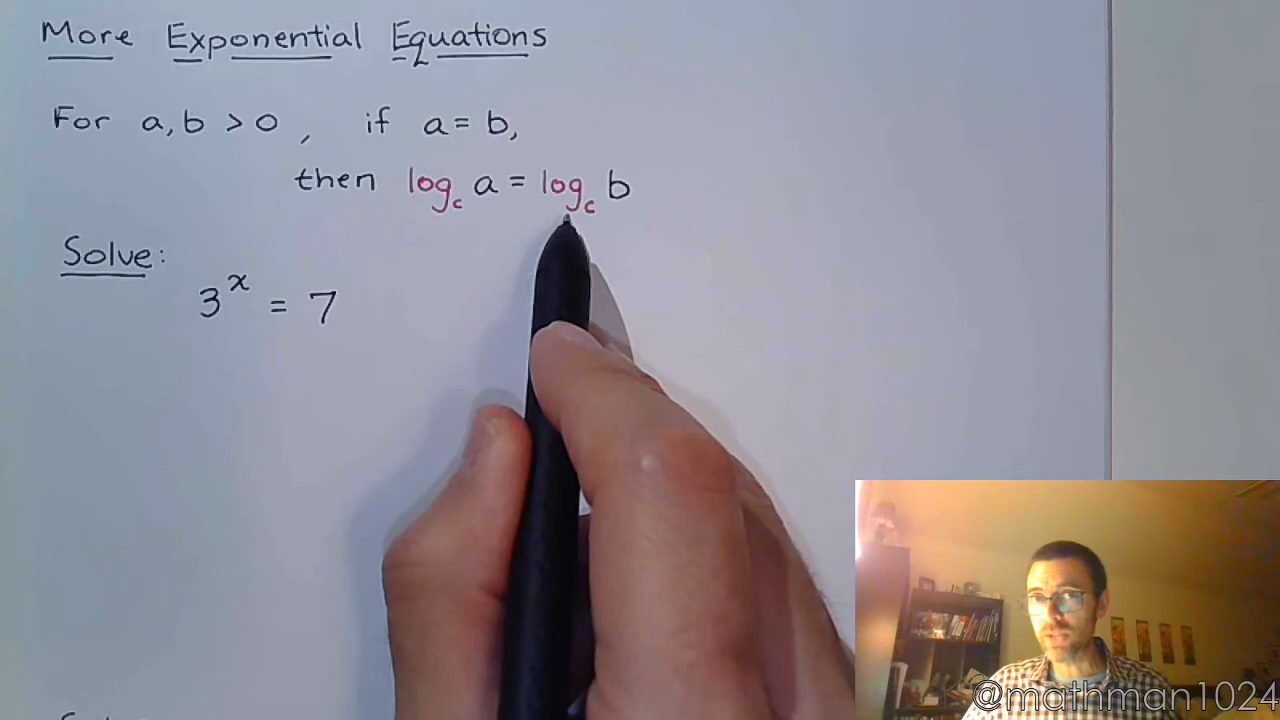 More Exponential Equations
For a, b > 0, if a = b,
then log_c a = log_c b
Solve:
3^x = 7
@mathman1024